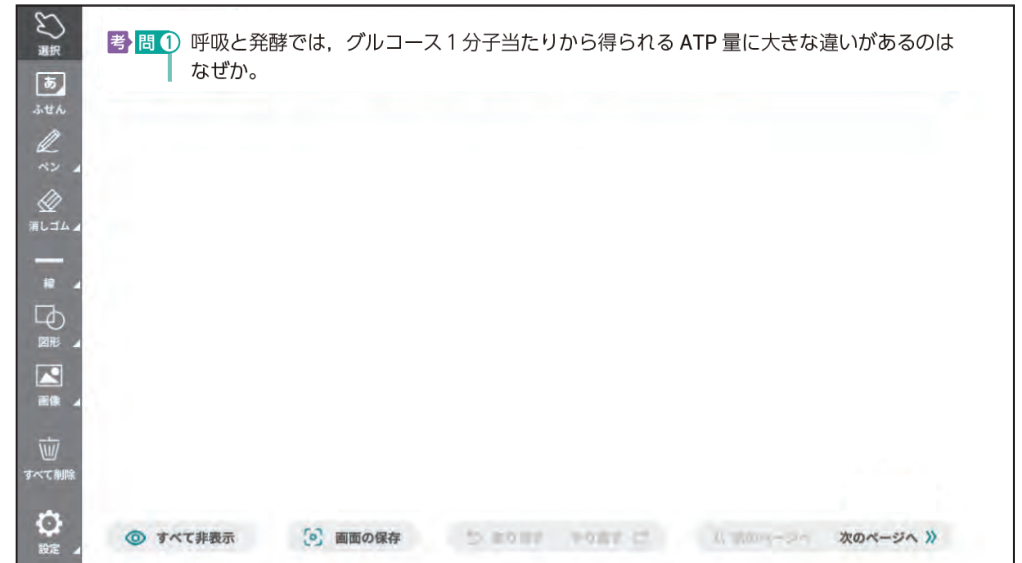 選択
考 問 1 呼吸と発酵では，グルコース1分子当たりから得られる ATP 量に大きな違いがあるのは
なぜか。
あ
ふせん
ペン
消しゴム
線
図形
画像
すべて削除
設定
すべて非表示
画面の保存
次のページへ